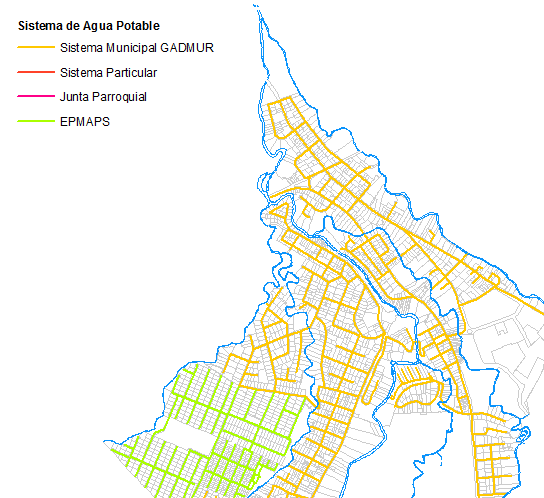 Sistema de Agua Potable
Sistema Municipal GADMUR
Sistema Particular
Junta Parroquial
EPMAPS